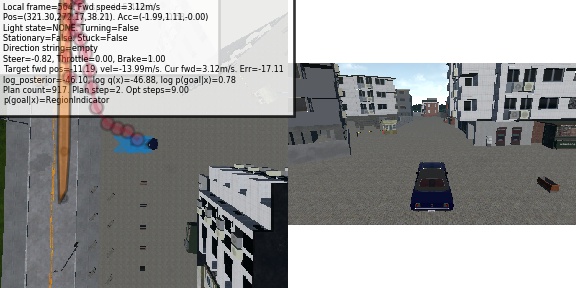 Local frame=504. Fwd speed=3.12m/s
Pos=(321.30,272.17,38.21). Acc=(-1.99,1.11,-0.00)
Light state=NONE. Turning=False
Stationary=False. Stuck=False
Direction string=empty
Steer=-0.82, Throttle=0.00, Brake=1.00
Target fwd pos=-11.19, vel=-13.99m/s. Cur fwd=3.12m/s. Err=-17.11
log_posterior=-46.10, log q(x)=-46.88, log p(goal|x)=0.78
Plan count=917, Plan step=2. Opt steps=9.00
p(goal|x)=RegionIndicator